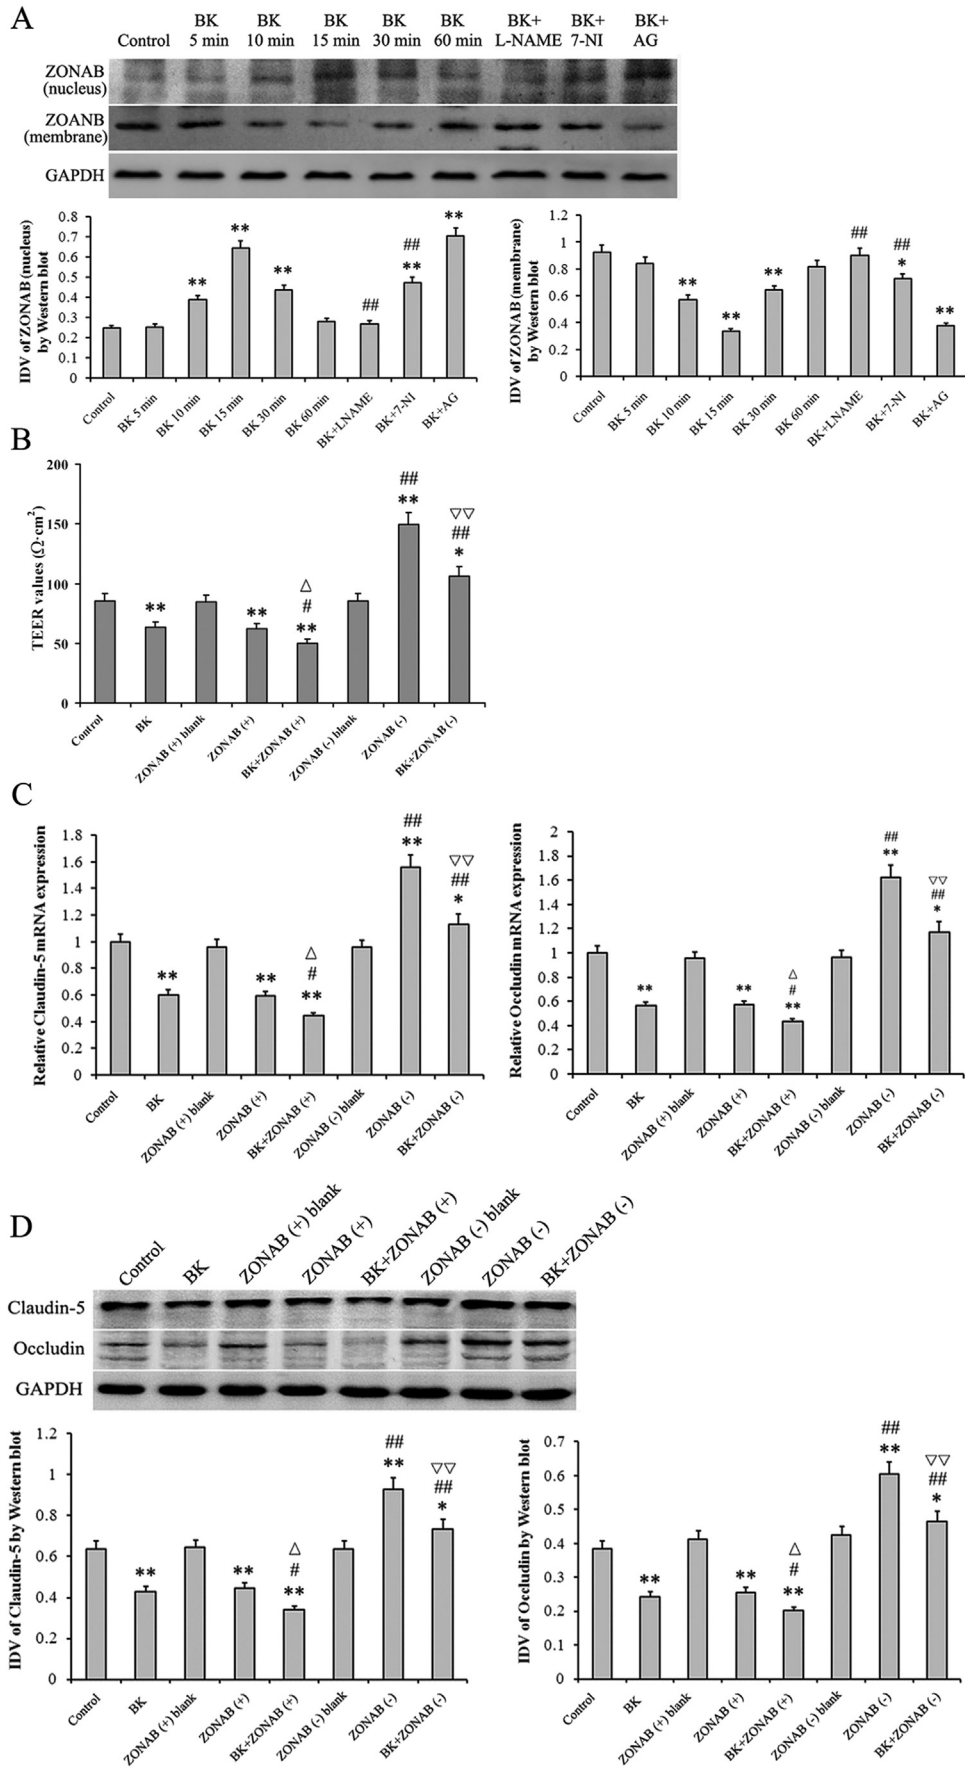 A
Control
BK 5 min
BK 10 min
BK 15 min
BK 30 min
BK 60 min
BK+ L-NAME
BK+ 7-NI
BK+ AG
ZONAB (nucleus)
ZOANB (membrane)
GAPDH
IDV of ZONAB (nucleus) by Western blot
0.8
0.7
0.6
0.5
0.4
0.3
0.2
0.1
0
**
**
**
##
##
**
**
Control
BK 5 min
BK 10 min
BK 15 min
BK 30 min
BK 60 min
BK+LNAME
BK+7-NI
BK+AG
IDV of ZONAB (membrane) by Western blot
1.2
1
0.8
0.6
0.4
0.2
0
**
**
**
##
##
*
**
Control
BK 5 min
BK 10 min
BK 15 min
BK 30 min
BK 60 min
BK+LNAME
BK+7-NI
BK+AG
B
TEER values (Ω·cm²)
200
150
100
50
0
**
**
△
#
**
##
**
▽▽
##
*
Control
BK
ZONAB (+) blank
ZONAB (+)
BK+ZONAB (+)
ZONAB (-) blank
ZONAB (-)
BK+ZONAB (-)
C
Relative Claudin-5 mRNA expression
1.8
1.6
1.4
1.2
1
0.8
0.6
0.4
0.2
0
**
**
△
#
**
##
**
▽▽
##
*
Control
BK
ZONAB (+) blank
ZONAB (+)
BK+ZONAB (+)
ZONAB (-) blank
ZONAB (-)
BK+ZONAB (-)
Relative Occludin mRNA expression
2
1.8
1.6
1.4
1.2
1
0.8
0.6
0.4
0.2
0
**
**
△
#
**
##
**
▽▽
##
*
Control
BK
ZONAB (+) blank
ZONAB (+)
BK+ZONAB (+)
ZONAB (-) blank
ZONAB (-)
BK+ZONAB (-)
D
Control
BK
ZONAB (+) blank
ZONAB (+)
BK+ZONAB (+)
ZONAB (-) blank
ZONAB (-)
BK+ZONAB (-)
Claudin-5
Occludin
GAPDH
IDV of Claudin-5 by Western blot
1.2
1
0.8
0.6
0.4
0.2
0
**
**
△
#
**
##
**
▽▽
##
*
Control
BK
ZONAB (+) blank
ZONAB (+)
BK+ZONAB (+)
ZONAB (-) blank
ZONAB (-)
BK+ZONAB (-)
IDV of Occludin by Western blot
0.7
0.6
0.5
0.4
0.3
0.2
0.1
0
**
**
△
#
**
##
**
▽▽
##
*
Control
BK
ZONAB (+) blank
ZONAB (+)
BK+ZONAB (+)
ZONAB (-) blank
ZONAB (-)
BK+ZONAB (-)